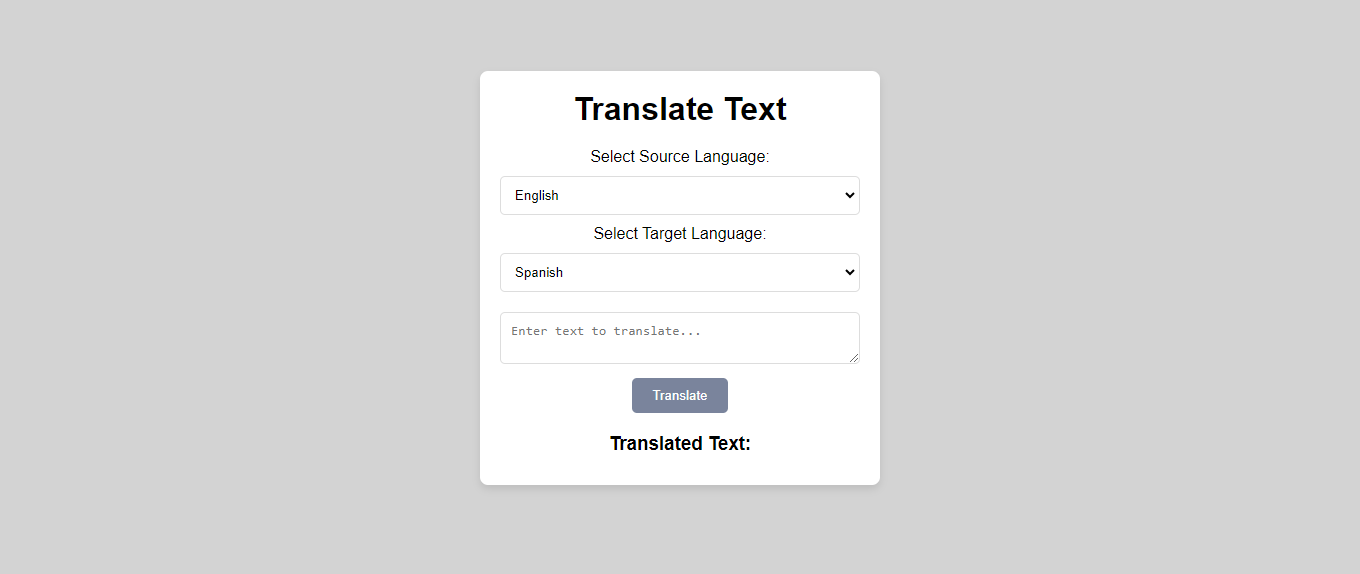 Translate Text
Select Source Language:
English
Select Target Language:
Spanish
Enter text to translate...
Translate
Translated Text: